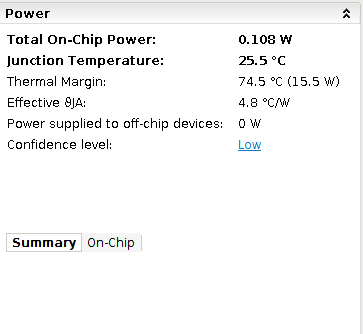 Power
Total On-Chip Power: 0.108 W
Junction Temperature: 25.5 °C
Thermal Margin: 74.5 °C (15.5 W)
Effective ϑJA: 4.8 °C/W
Power supplied to off-chip devices: 0 W
Confidence level: Low
Summary On-Chip